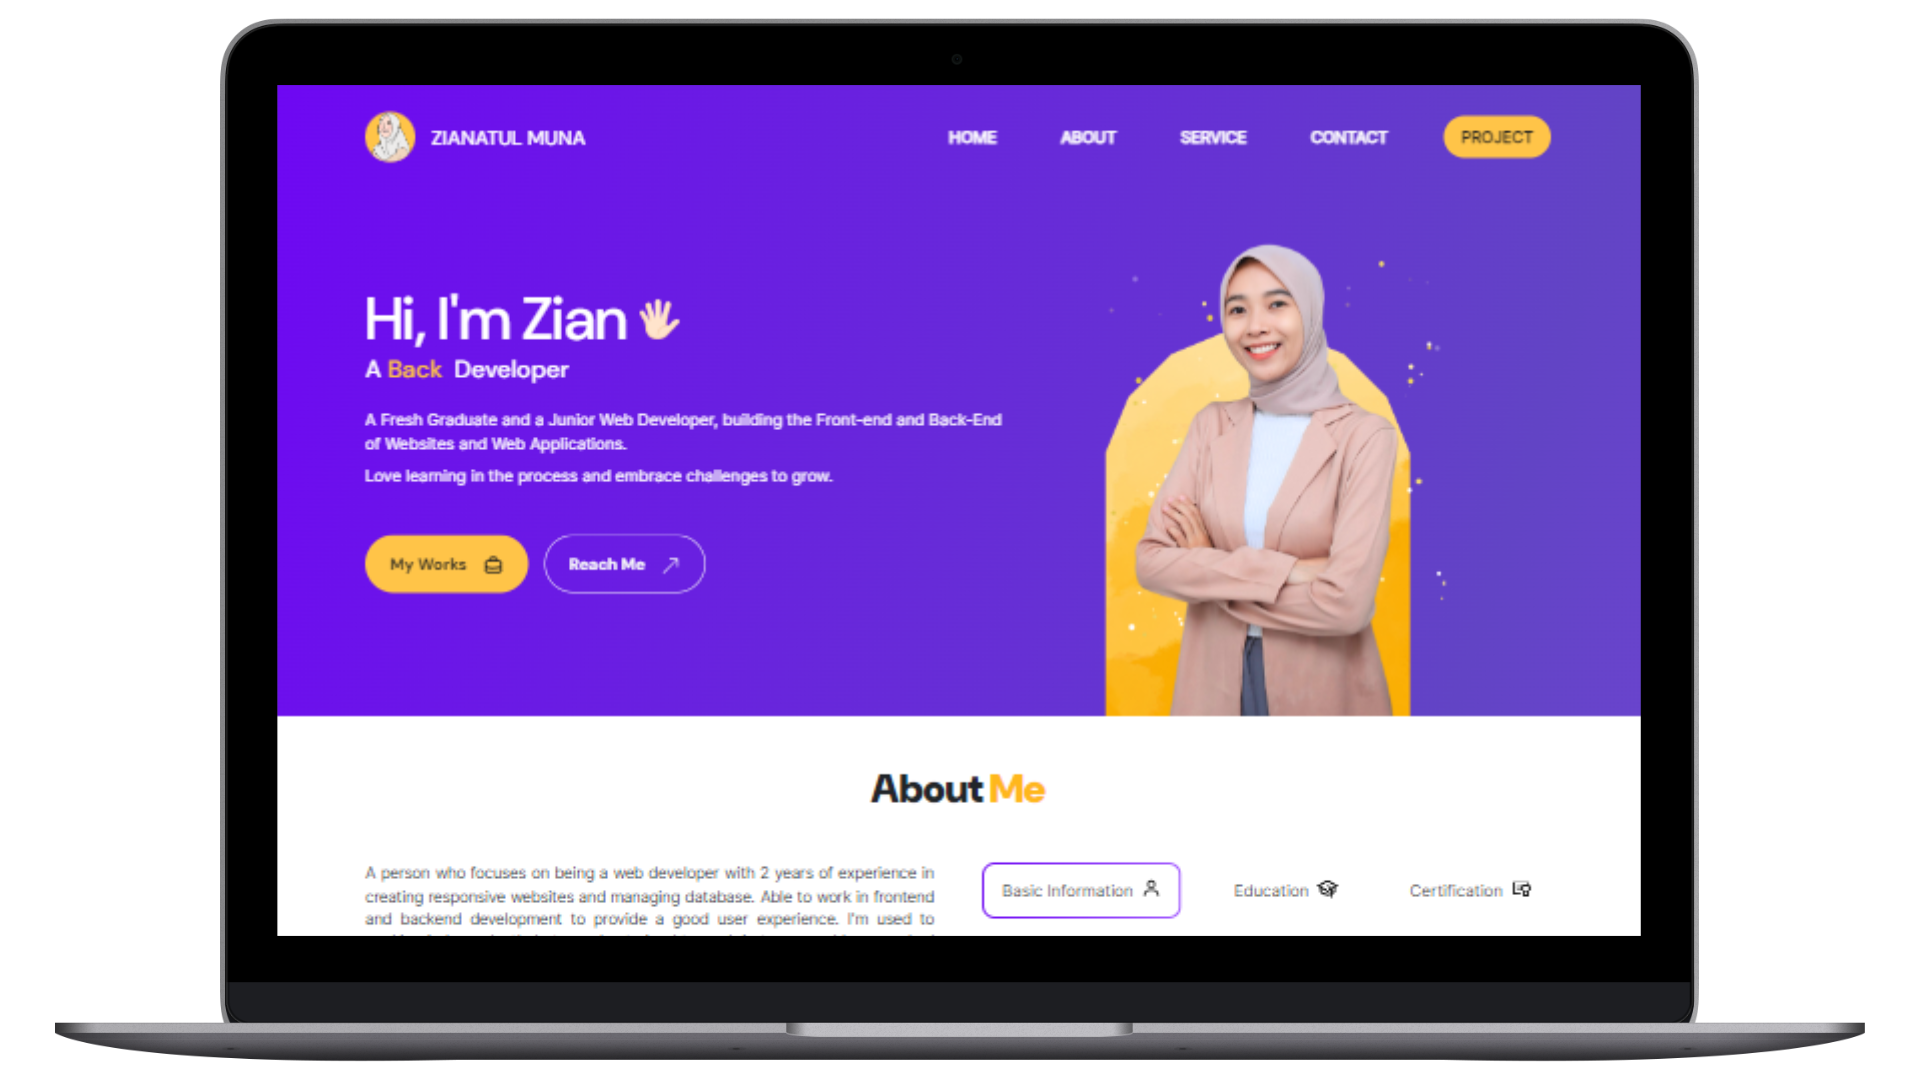 ZIANATUL MUNA
HOME ABOUT SERVICE CONTACT PROJECT
Hi, I'm Zian
A Back Developer
A Fresh Graduate and a Junior Web Developer, building the Front-end and Back-End
of Websites and Web Applications.
Love learning in the process and embrace challenges to grow.
My Works Reach Me
About Me
A person who focuses on being a web developer with 2 years of experience in
creating responsive websites and managing database. Able to work in frontend
and backend development to provide a good user experience. I'm used to
Basic Information Education Certification